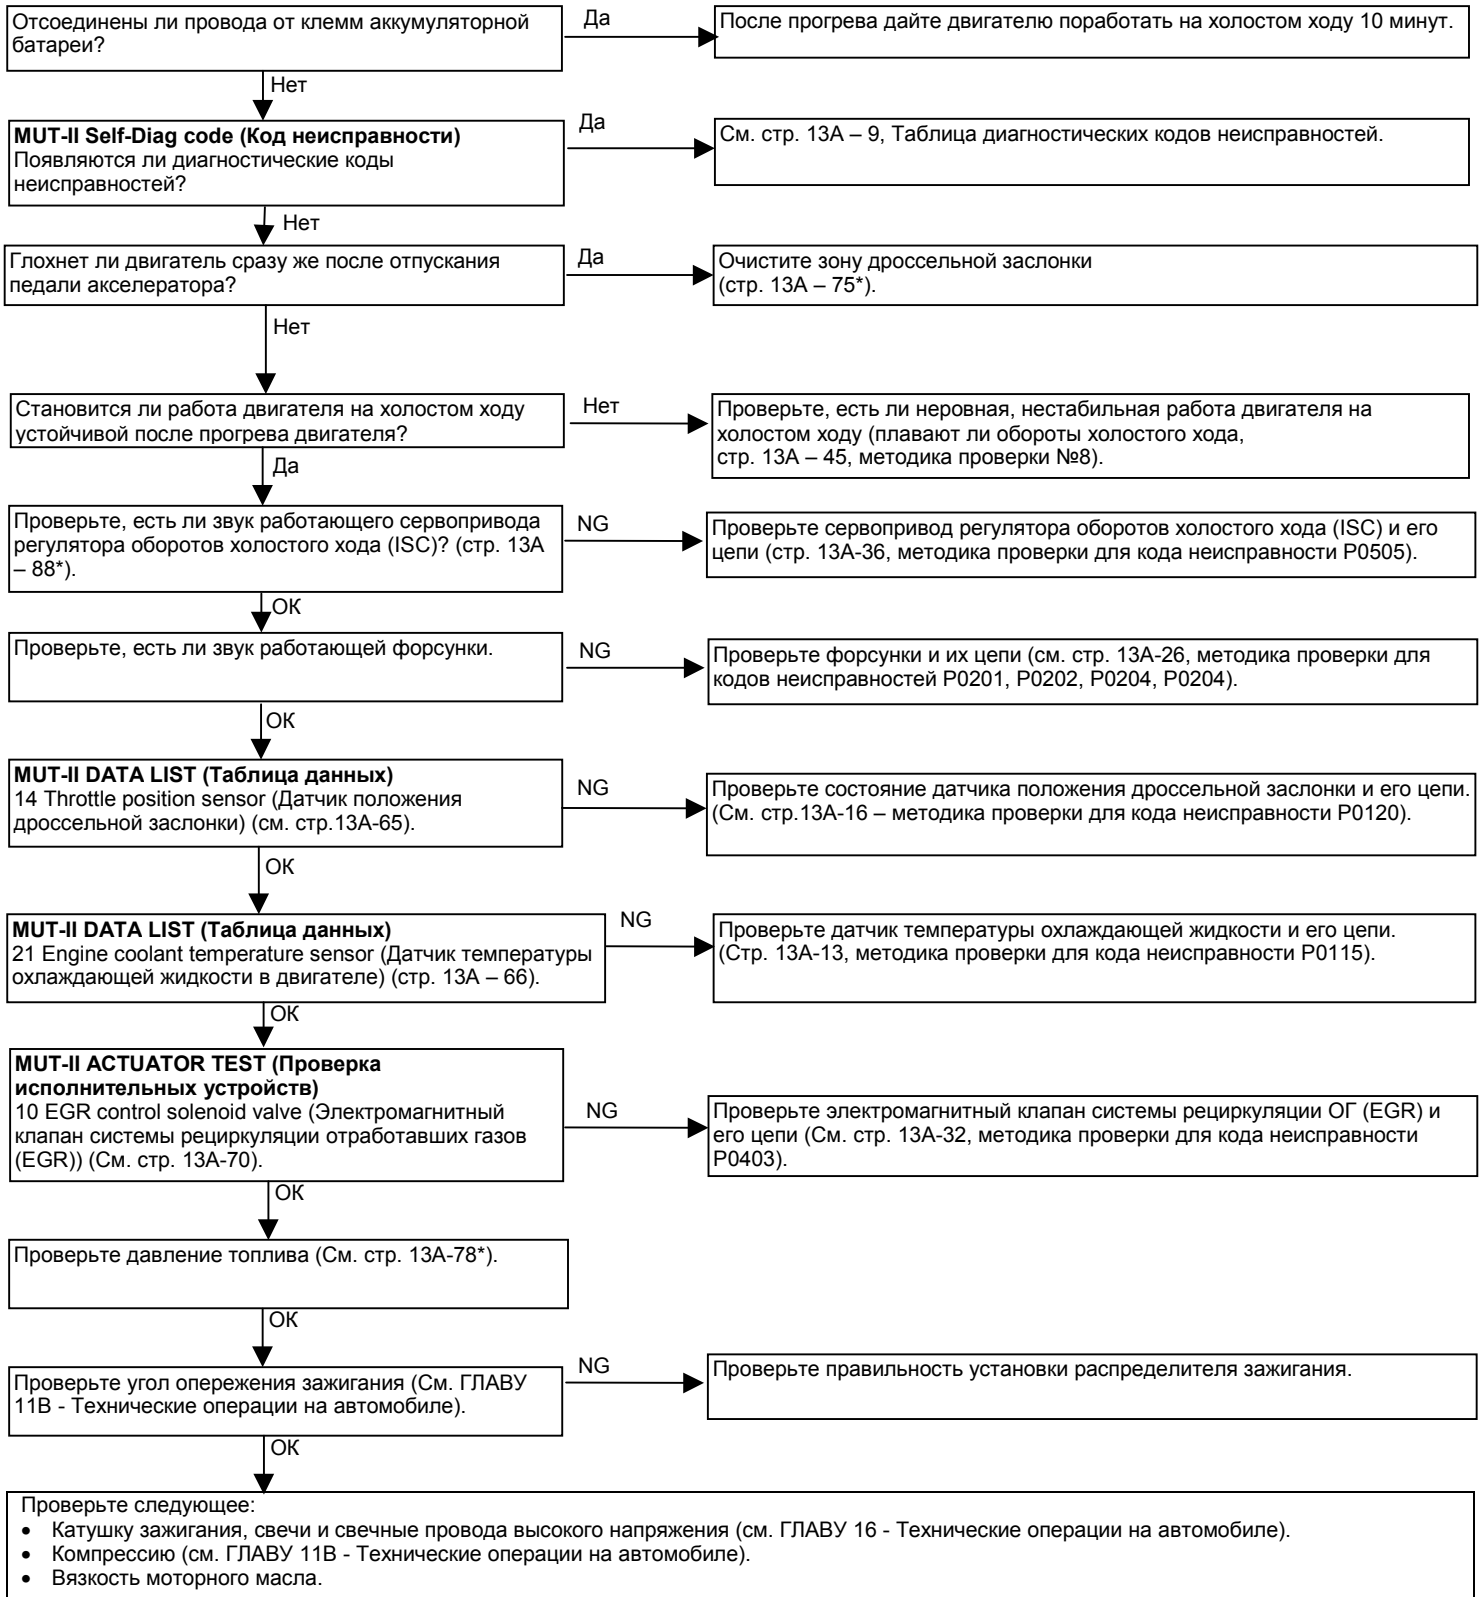 Отсоединены ли провода от клемм аккумуляторной
батареи?
Да
После прогрева дайте двигателю поработать на холостом ходу 10 минут.
Нет
MUT-II Self-Diag code (Код неисправности)
Появляются ли диагностические коды
неисправностей?
Да
См. стр. 13А – 9, Таблица диагностических кодов неисправностей.
Нет
Глохнет ли двигатель сразу же после отпускания
педали акселератора?
Да
Очистите зону дроссельной заслонки
(стр. 13А – 75*).
Нет
Становится ли работа двигателя на холостом ходу
устойчивой после прогрева двигателя?
Нет
Проверьте, есть ли неровная, нестабильная работа двигателя на
холостом ходу (плавают ли обороты холостого хода,
стр. 13А – 45, методика проверки №8).
Да
Проверьте, есть ли звук работающего сервопривода
регулятора оборотов холостого хода (ISC)? (стр. 13А
– 88*).
NG
Проверьте сервопривод регулятора оборотов холостого хода (ISC) и его
цепи (стр. 13А-36, методика проверки для кода неисправности Р0505).
ОК
Проверьте, есть ли звук работающей форсунки.
NG
Проверьте форсунки и их цепи (см. стр. 13А-26, методика проверки для
кодов неисправностей Р0201, Р0202, Р0204, Р0204).
ОК
MUT-II DATA LIST (Таблица данных)
14 Throttle position sensor (Датчик положения
дроссельной заслонки) (см. стр.13А-65).
NG
Проверьте состояние датчика положения дроссельной заслонки и его цепи.
(См. стр.13А-16 – методика проверки для кода неисправности Р0120).
ОК
MUT-II DATA LIST (Таблица данных)
21 Engine coolant temperature sensor (Датчик температуры
охлаждающей жидкости в двигателе) (стр. 13А – 66).
NG
Проверьте датчик температуры охлаждающей жидкости и его цепи.
(Стр. 13А-13, методика проверки для кода неисправности Р0115).
ОК
MUT-II ACTUATOR TEST (Проверка
исполнительных устройств)
10 EGR control solenoid valve (Электромагнитный
клапан системы рециркуляции отработавших газов
(EGR)) (См. стр. 13А-70).
NG
Проверьте электромагнитный клапан системы рециркуляции ОГ (EGR) и
его цепи (См. стр. 13А-32, методика проверки для кода неисправности
Р0403).
ОК
Проверьте давление топлива (См. стр. 13А-78*).
ОК
Проверьте угол опережения зажигания (См. ГЛАВУ
11В - Технические операции на автомобиле).
NG
Проверьте правильность установки распределителя зажигания.
ОК
Проверьте следующее:
• Катушку зажигания, свечи и свечные провода высокого напряжения (см. ГЛАВУ 16 - Технические операции на автомобиле).
• Компрессию (см. ГЛАВУ 11В - Технические операции на автомобиле).
• Вязкость моторного масла.